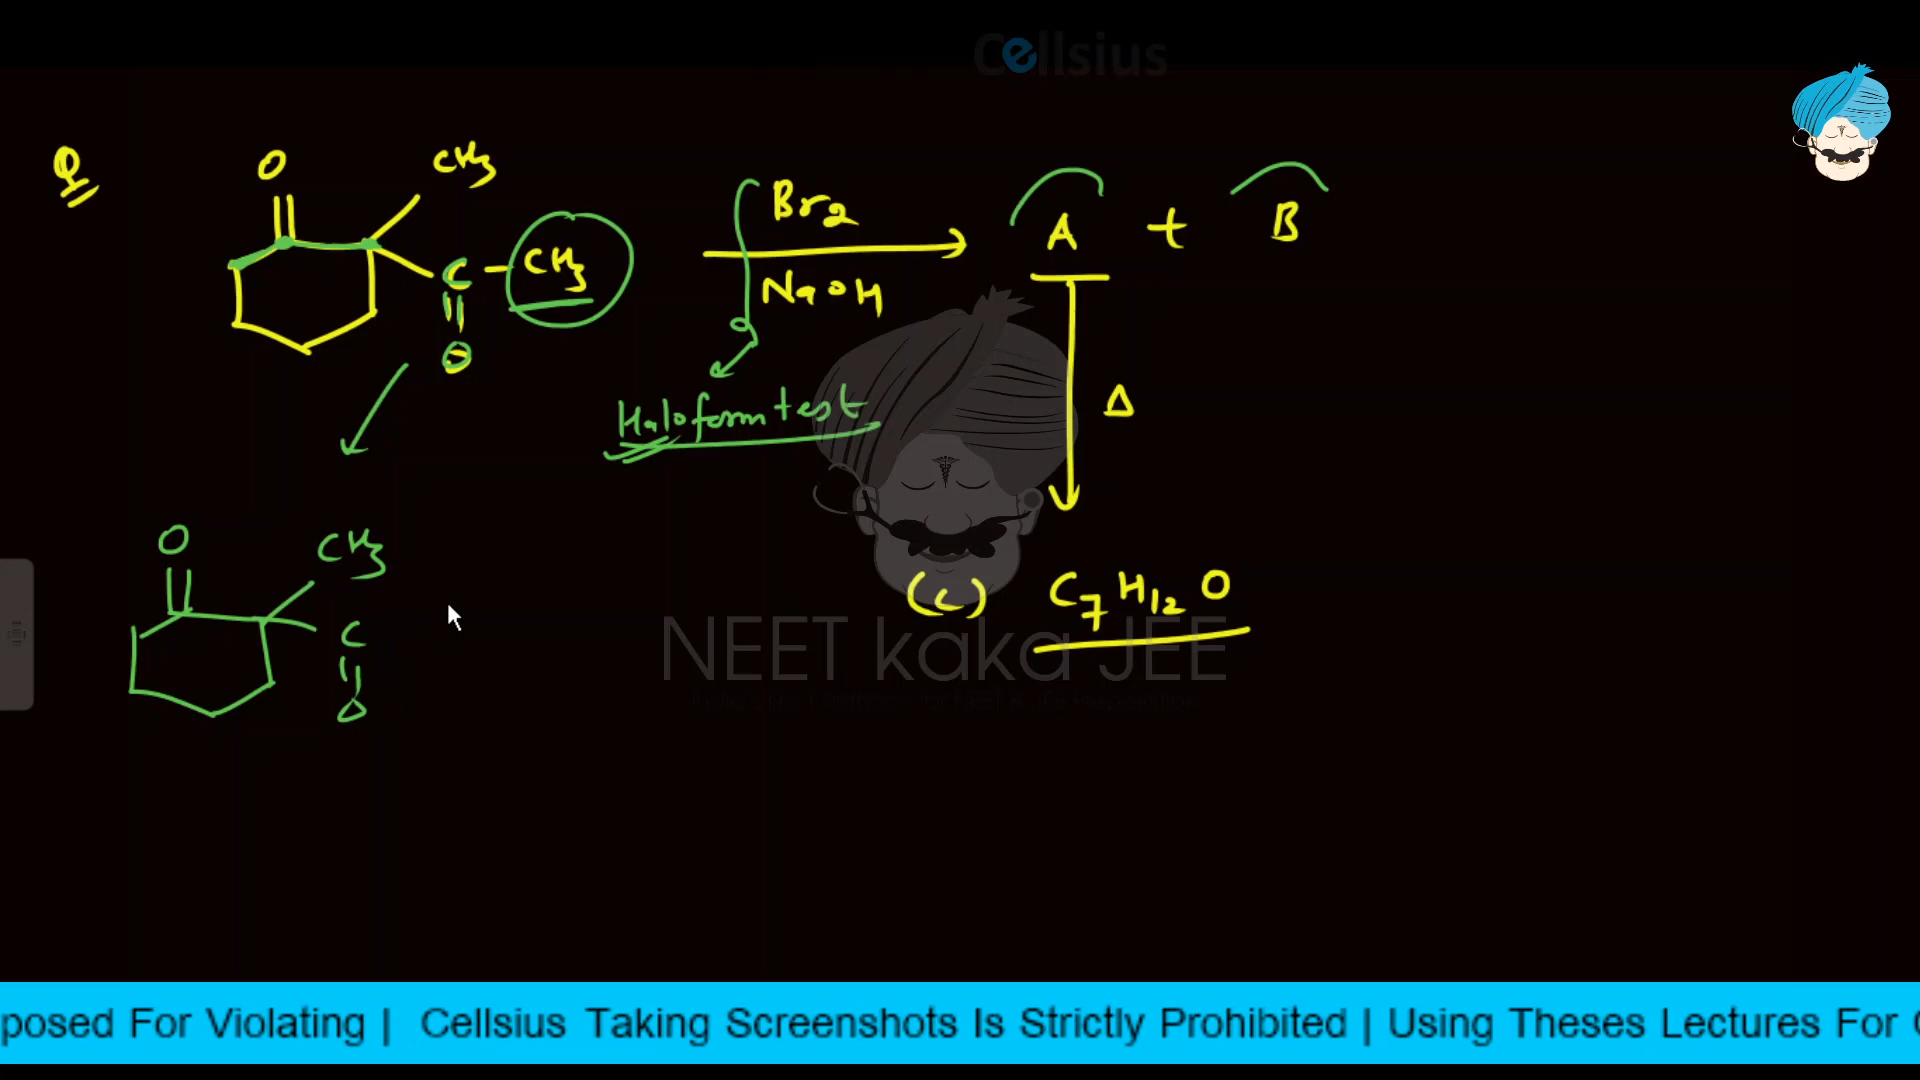 Cellsius
Q
O
CH3
C - CH3
O
Br2
NaOH
A + B
Haloform test
Δ
O
CH3
C
O
(C) C7H12O
NEET kaka JEE
posed For Violating | Cellsius Taking Screenshots Is Strictly Prohibited | Using Theses Lectures For